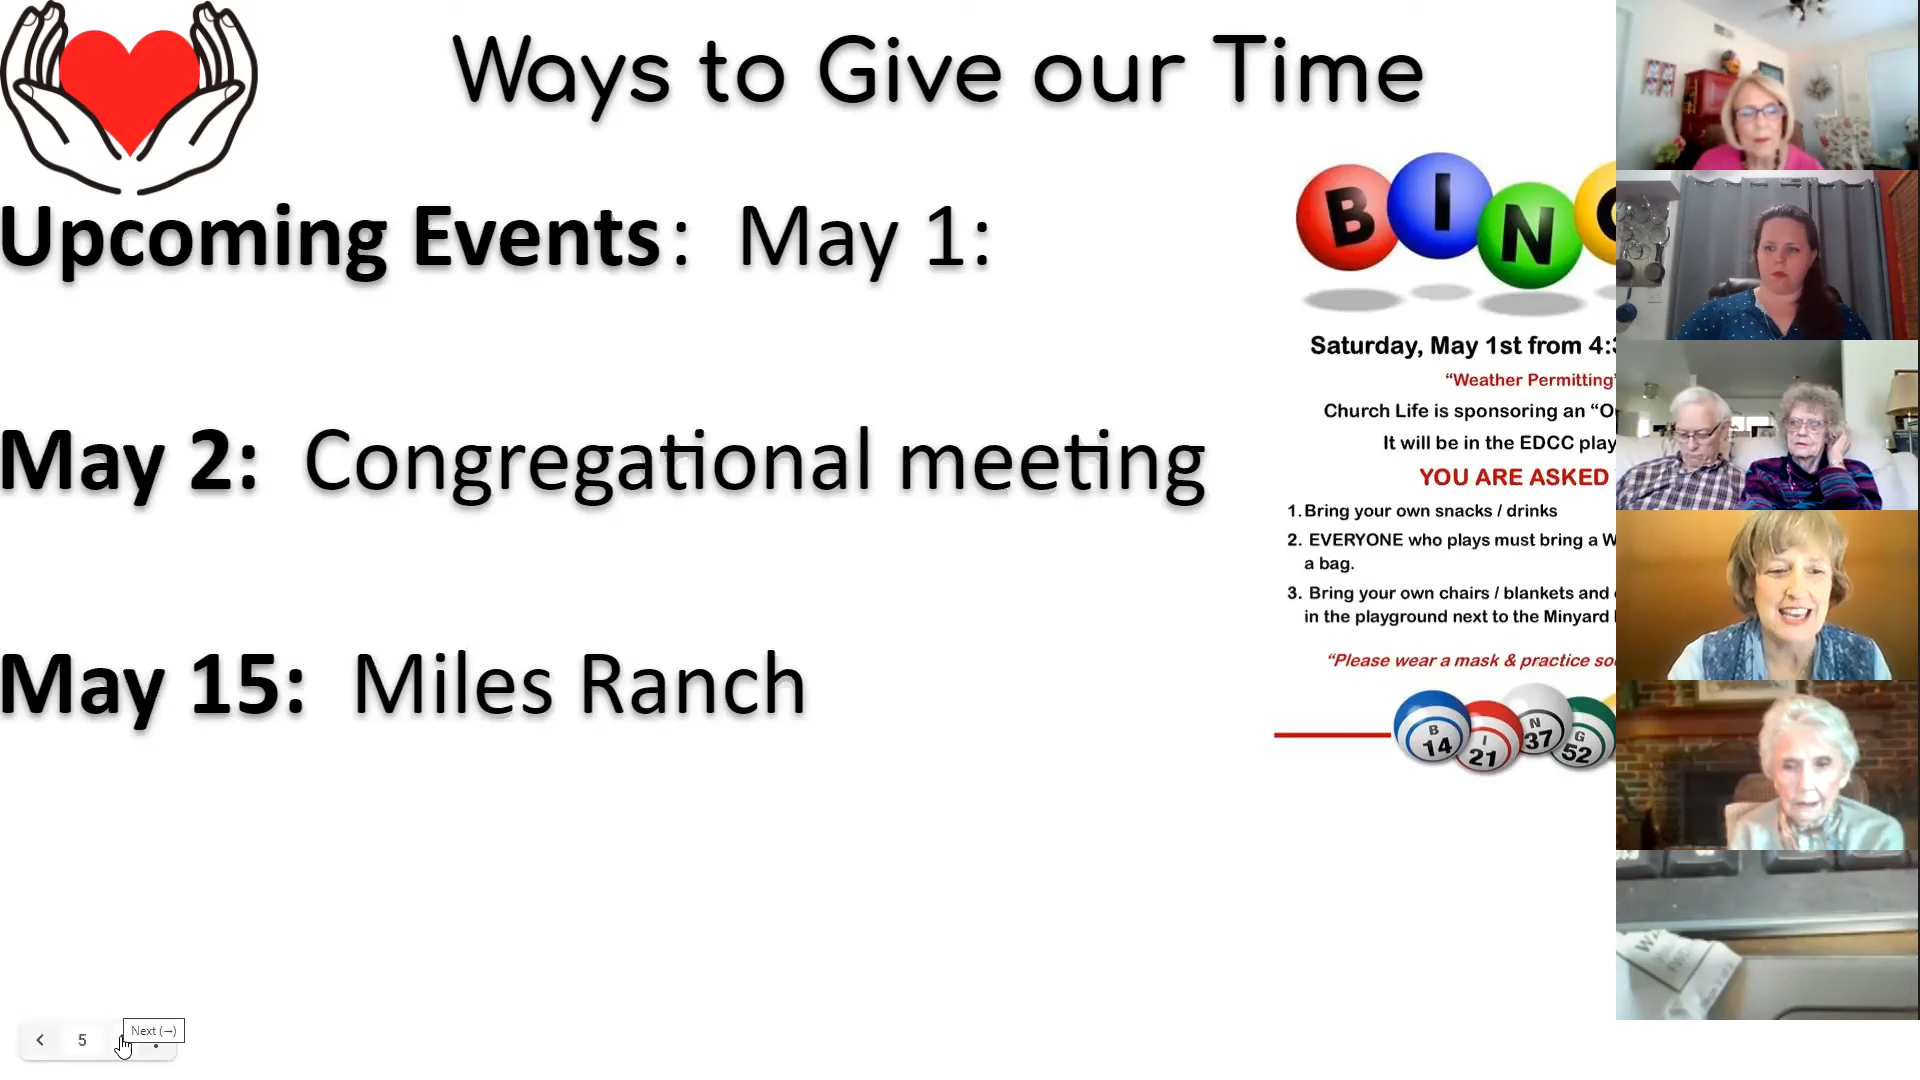 Ways to Give our Time
Upcoming Events: May 1:
May 2: Congregational meeting
May 15: Miles Ranch
BIN
Saturday, May 1st from 4:
"Weather Permitting"
Church Life is sponsoring an "O
It will be in the EDCC play
YOU ARE ASKED
1. Bring your own snacks / drinks
2. EVERYONE who plays must bring a W
a bag.
3. Bring your own chairs / blankets and
in the playground next to the Minyard
"Please wear a mask & practice so
B 14
I 21
N 37
G 52
5
Next (→)